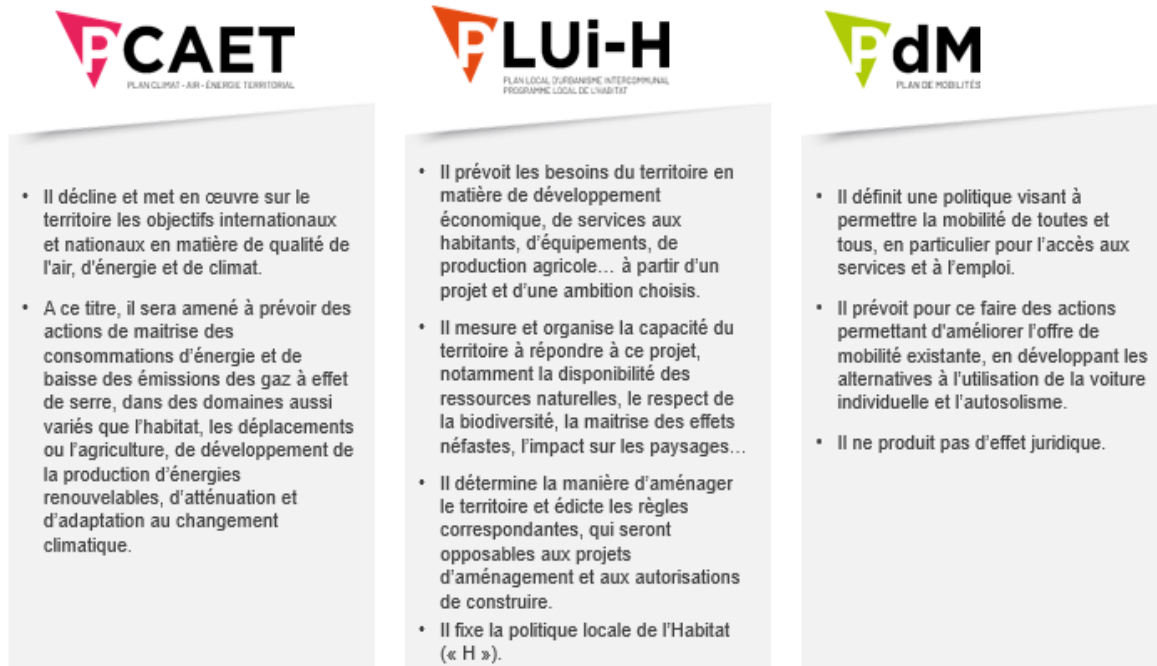 PCAET
PLAN CLIMAT - AIR - ÉNERGIE TERRITORIAL
• Il décline et met en œuvre sur le
territoire les objectifs internationaux
et nationaux en matière de qualité de
l'air, d'énergie et de climat.
• A ce titre, il sera amené à prévoir des
actions de maitrise des
consommations d’énergie et de
baisse des émissions des gaz à effet
de serre, dans des domaines aussi
variés que l’habitat, les déplacements
ou l’agriculture, de développement de
la production d’énergies
renouvelables, d’atténuation et
d’adaptation au changement
climatique.
PLUi-H
PLAN LOCAL D'URBANISME INTERCOMMUNAL
PROGRAMME LOCAL DE L'HABITAT
• Il prévoit les besoins du territoire en
matière de développement
économique, de services aux
habitants, d’équipements, de
production agricole… à partir d’un
projet et d’une ambition choisis.
• Il mesure et organise la capacité du
territoire à répondre à ce projet,
notamment la disponibilité des
ressources naturelles, le respect de
la biodiversité, la maitrise des effets
néfastes, l’impact sur les paysages…
• Il détermine la manière d’aménager
le territoire et édicte les règles
correspondantes, qui seront
opposables aux projets
d’aménagement et aux autorisations
de construire.
• Il fixe la politique locale de l’Habitat
(« H »).
PdM
PLAN DE MOBILITÉS
• Il définit une politique visant à
permettre la mobilité de toutes et
tous, en particulier pour l’accès aux
services et à l’emploi.
• Il prévoit pour ce faire des actions
permettant d'améliorer l’offre de
mobilité existante, en développant les
alternatives à l’utilisation de la voiture
individuelle et l’autosolisme.
• Il ne produit pas d’effet juridique.